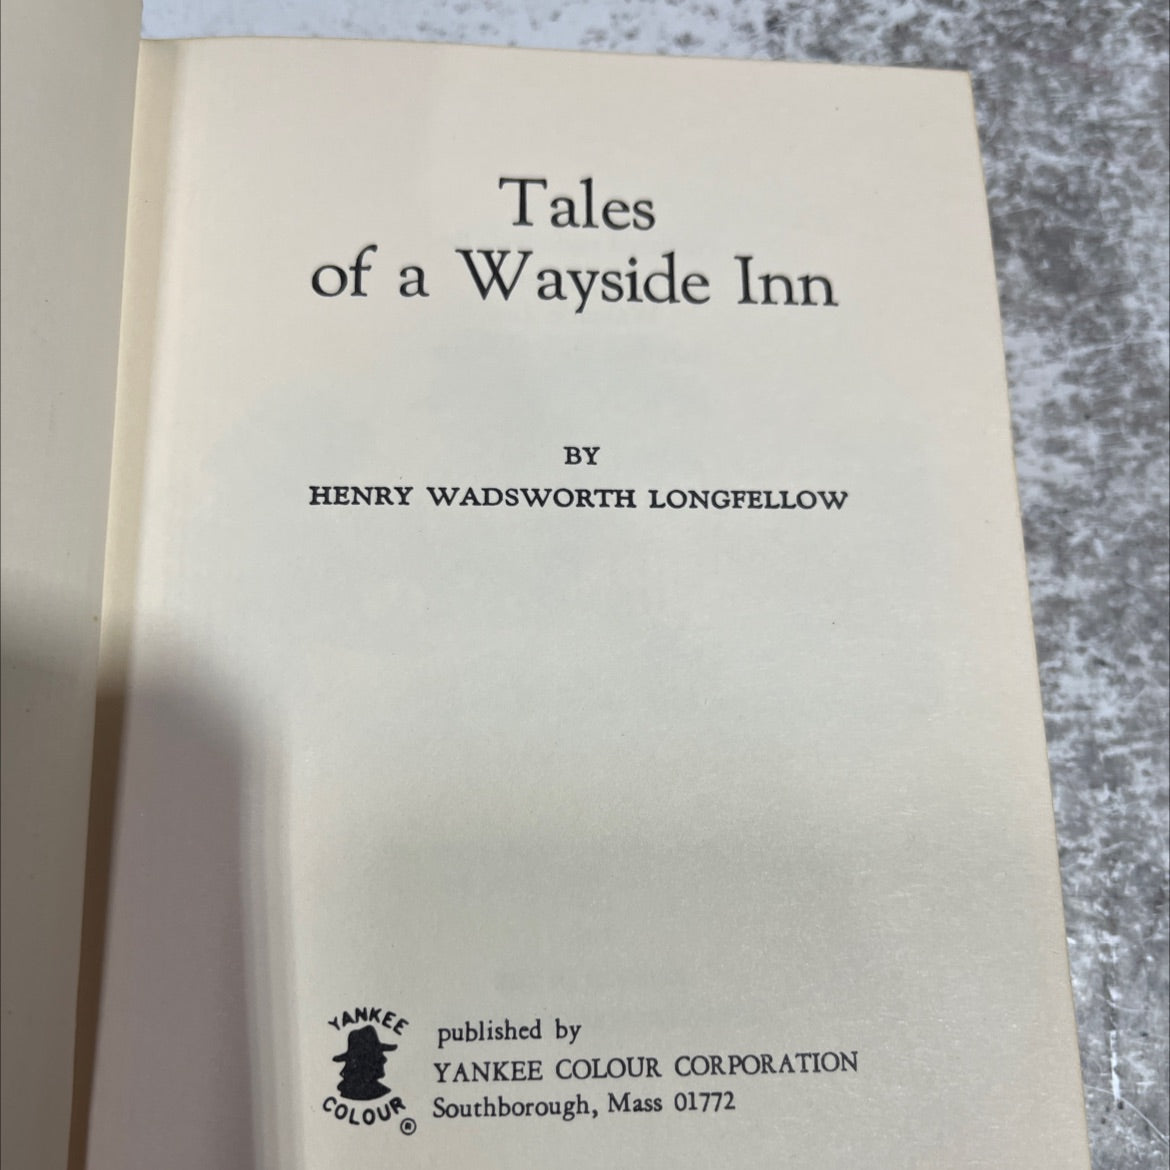 Tales
of a Wayside Inn
BY
HENRY WADSWORTH LONGFELLOW
YANKEE
COLOUR
®
published by
YANKEE COLOUR CORPORATION
Southborough, Mass 01772